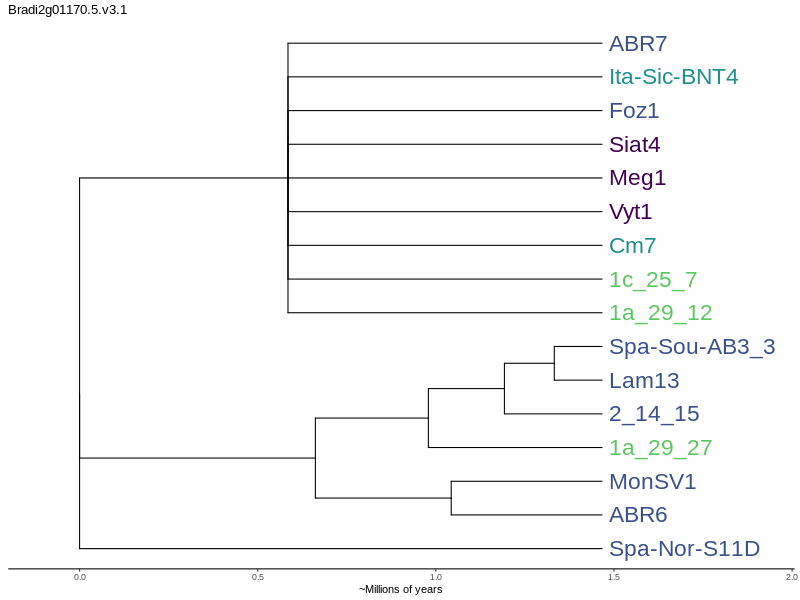 Bradi2g01170.5.v3.1
ABR7
Ita-Sic-BNT4
Foz1
Siat4
Meg1
Vyt1
Cm7
1c_25_7
1a_29_12
Spa-Sou-AB3_3
Lam13
2_14_15
1a_29_27
MonSV1
ABR6
Spa-Nor-S11D
0.0 0.5 1.0 1.5 2.0
~Millions of years